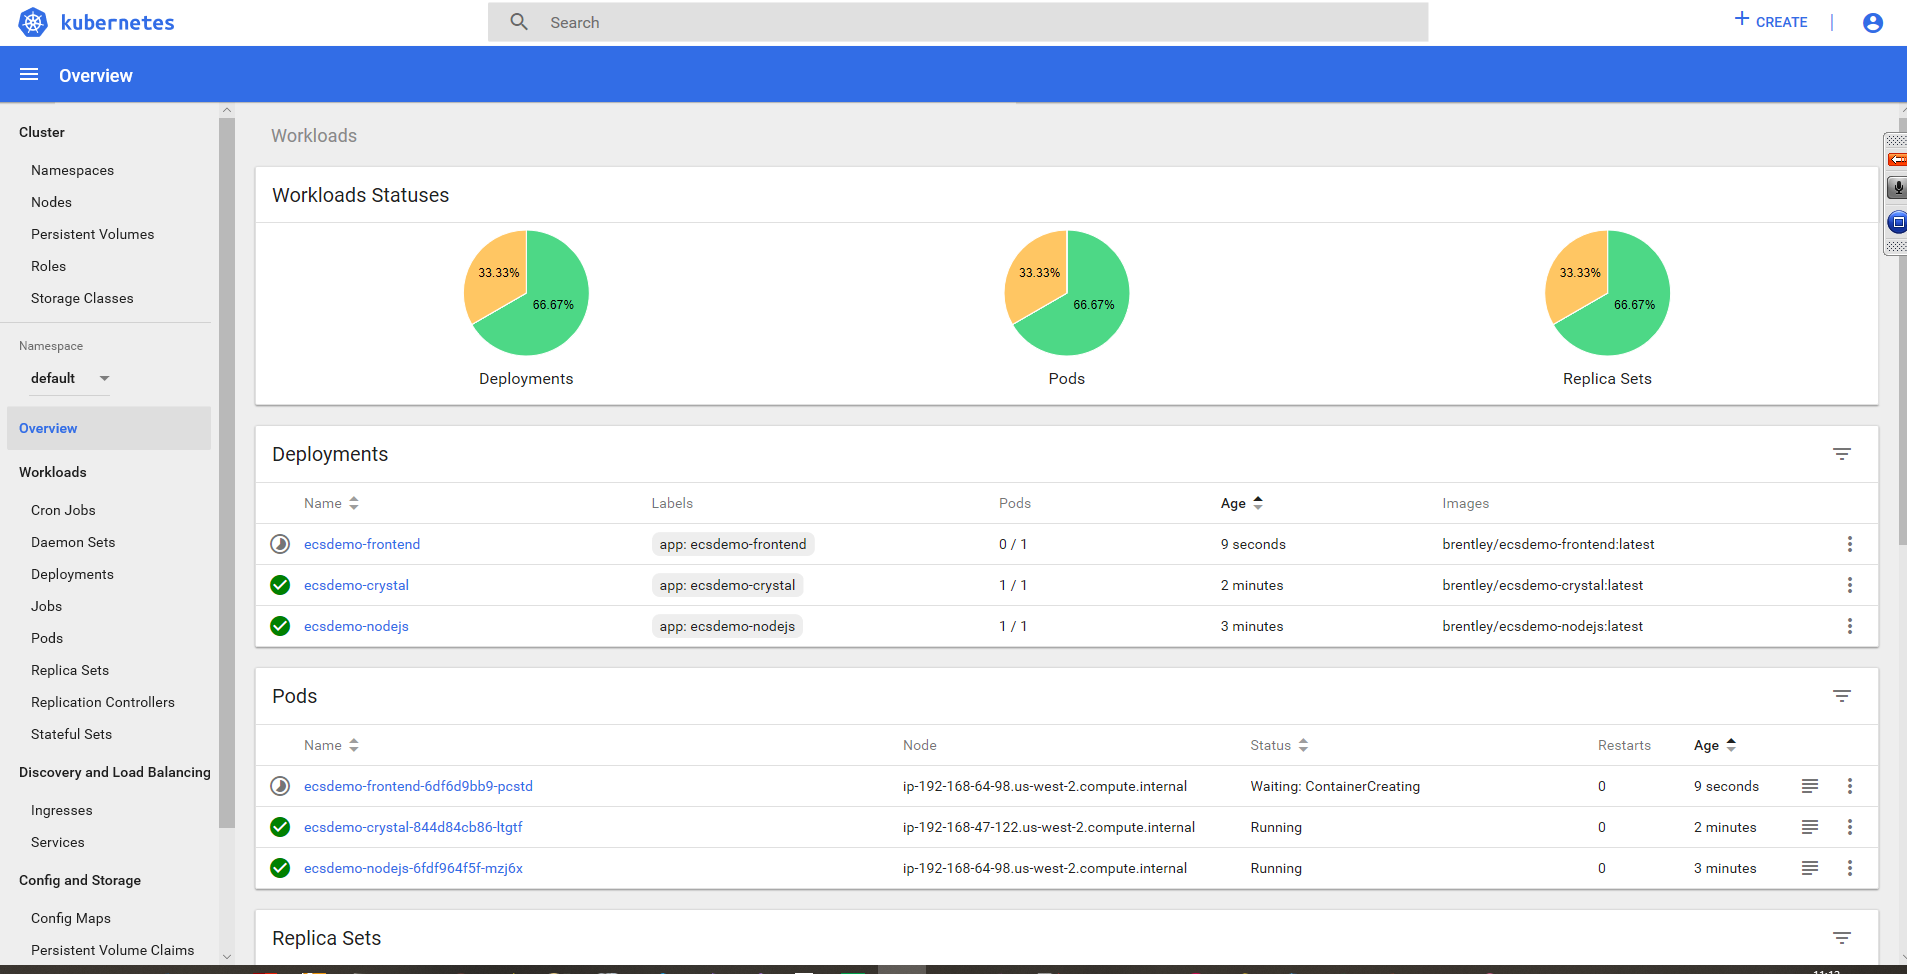 kubernetes
Search
CREATE
Overview
Cluster
Namespaces
Nodes
Persistent Volumes
Roles
Storage Classes
Namespace
default
Overview
Workloads
Cron Jobs
Daemon Sets
Deployments
Jobs
Pods
Replica Sets
Replication Controllers
Stateful Sets
Discovery and Load Balancing
Ingresses
Services
Config and Storage
Config Maps
Persistent Volume Claims
Workloads
Workloads Statuses
33.33% 66.67%
Deployments
33.33% 66.67%
Pods
33.33% 66.67%
Replica Sets
Deployments
Name Labels Pods Age Images
ecsdemo-frontend app: ecsdemo-frontend 0 / 1 9 seconds brentley/ecsdemo-frontend:latest
ecsdemo-crystal app: ecsdemo-crystal 1 / 1 2 minutes brentley/ecsdemo-crystal:latest
ecsdemo-nodejs app: ecsdemo-nodejs 1 / 1 3 minutes brentley/ecsdemo-nodejs:latest
Pods
Name Node Status Restarts Age
ecsdemo-frontend-6df6d9bb9-pcstd ip-192-168-64-98.us-west-2.compute.internal Waiting: ContainerCreating 0 9 seconds
ecsdemo-crystal-844d84cb86-ltgtf ip-192-168-47-122.us-west-2.compute.internal Running 0 2 minutes
ecsdemo-nodejs-6fdf964f5f-mzj6x ip-192-168-64-98.us-west-2.compute.internal Running 0 3 minutes
Replica Sets